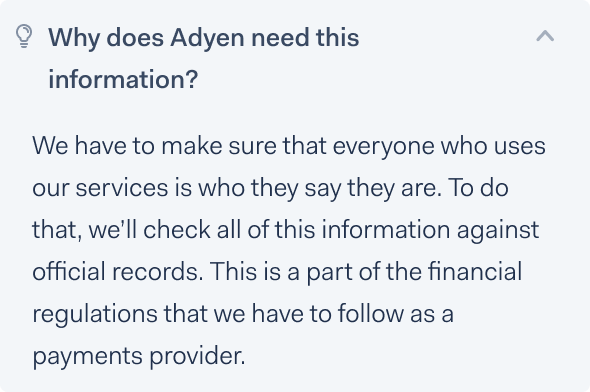 Why does Adyen need this
information?
We have to make sure that everyone who uses
our services is who they say they are. To do
that, we'll check all of this information against
official records. This is a part of the financial
regulations that we have to follow as a
payments provider.